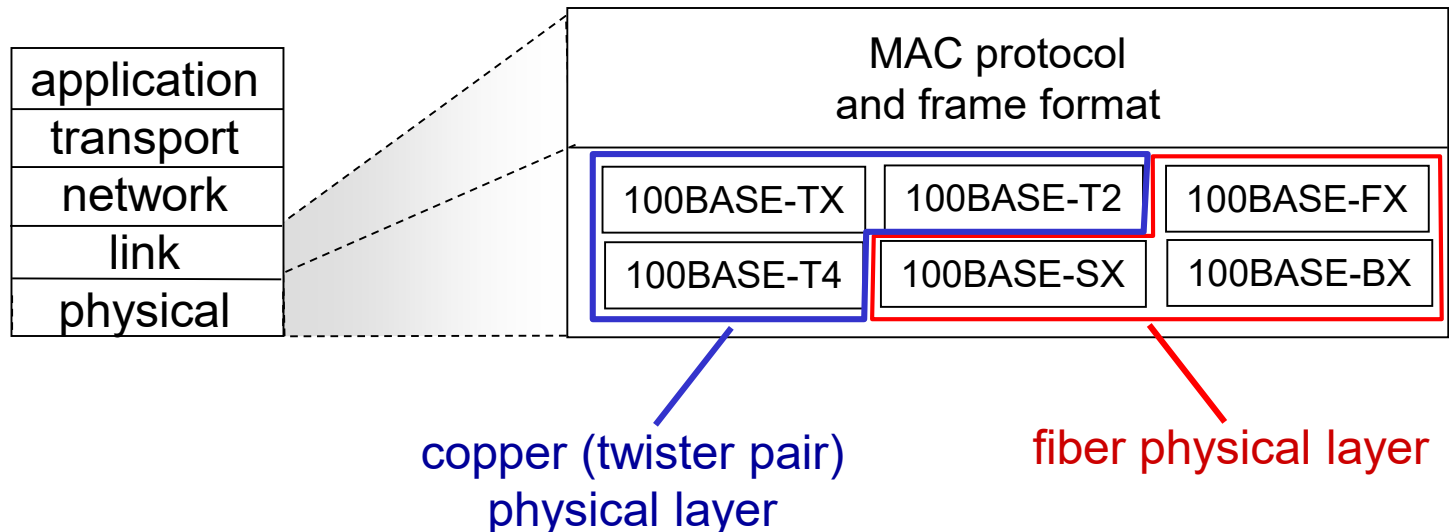 application
transport
network
link
physical
MAC protocol
and frame format
100BASE-TX
100BASE-T2
100BASE-FX
100BASE-T4
100BASE-SX
100BASE-BX
copper (twister pair)
physical layer
fiber physical layer